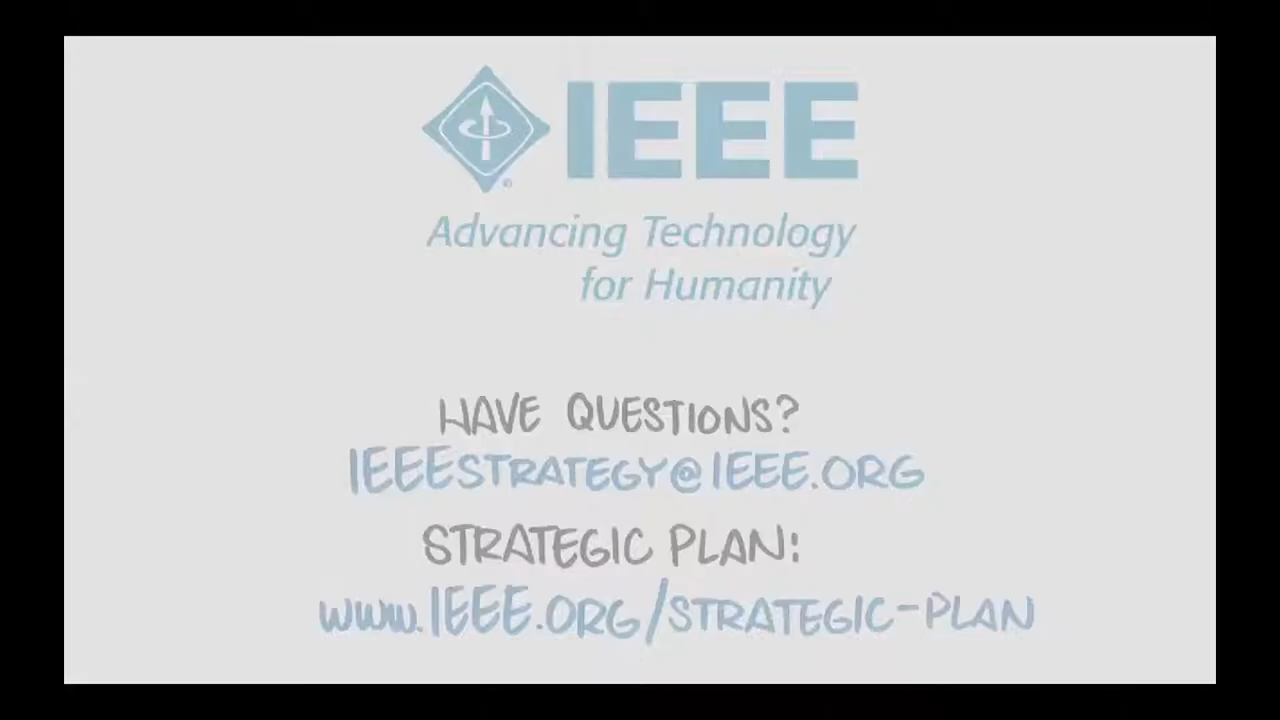 IEEE
Advancing Technology
for Humanity
HAVE QUESTIONS?
IEEESTRATEGY@IEEE.ORG
STRATEGIC PLAN:
WWW.IEEE.ORG/STRATEGIC-PLAN